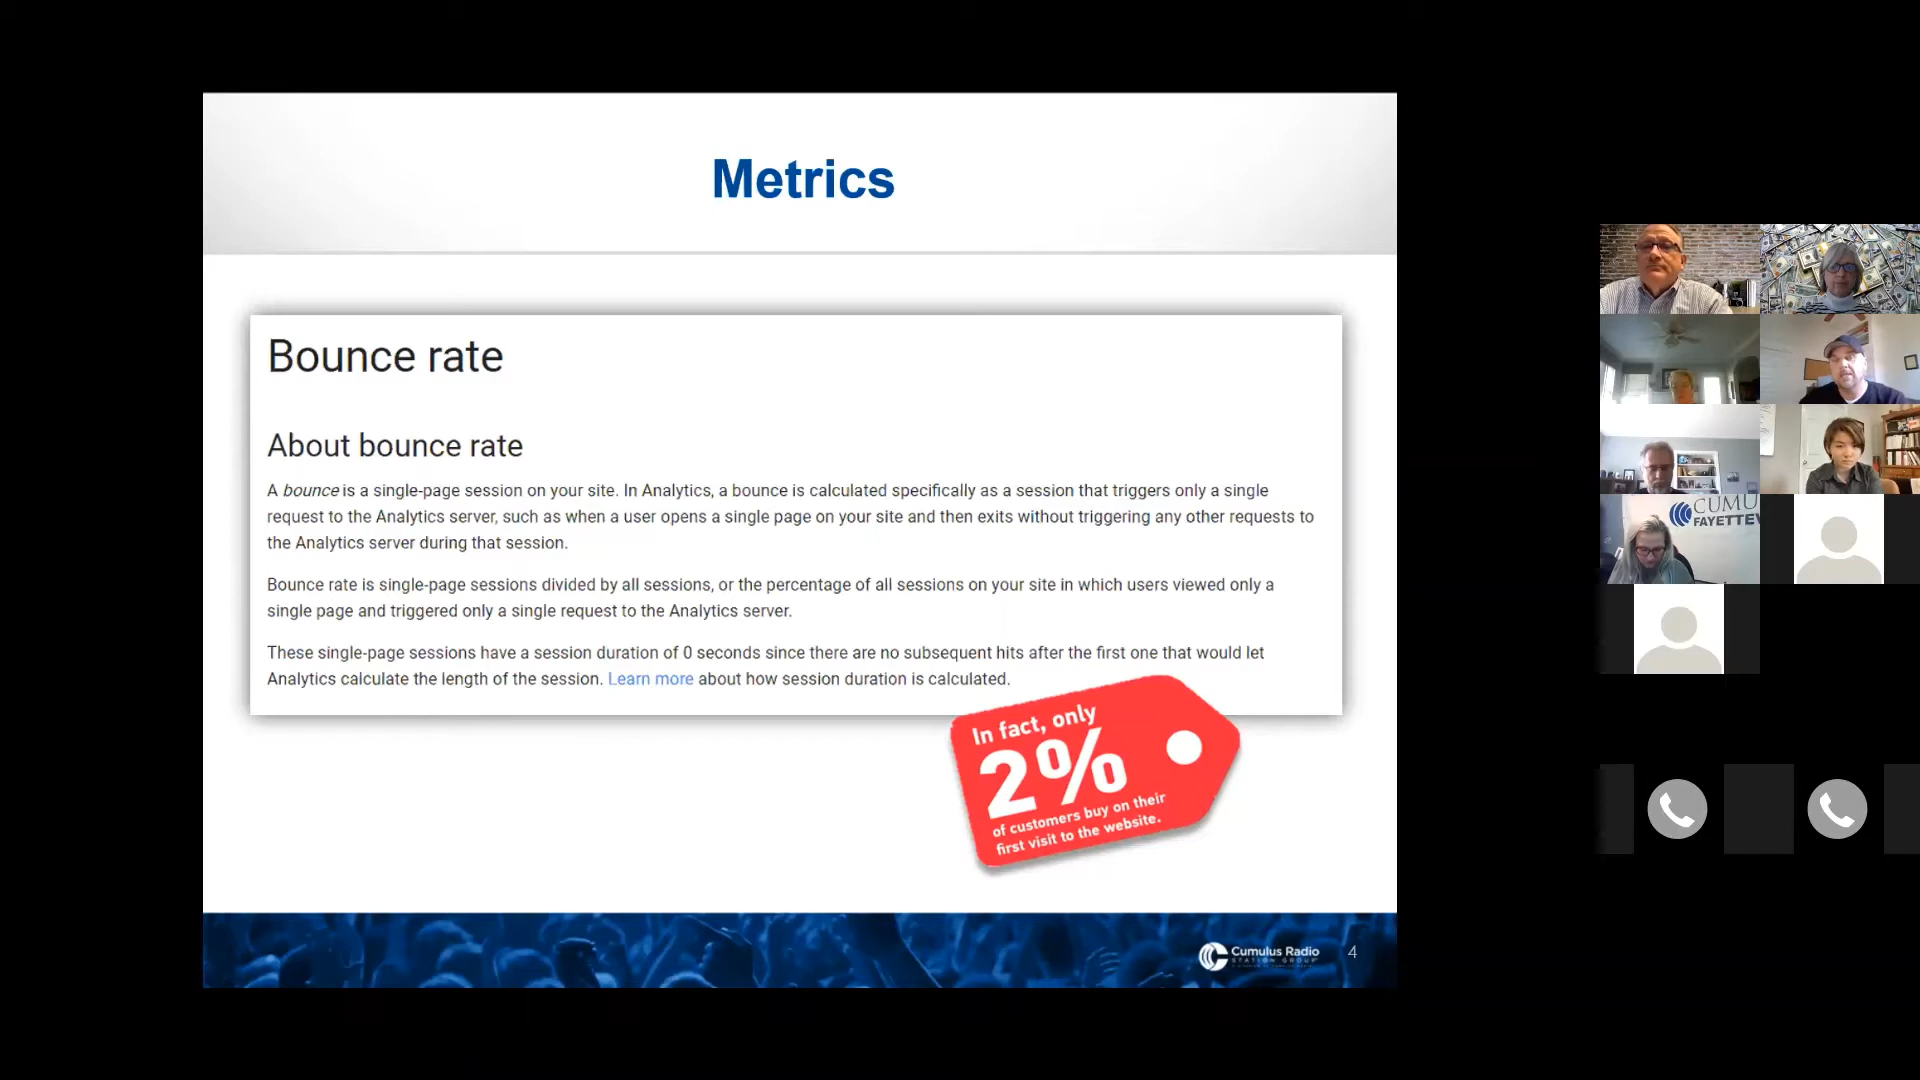 Metrics
Bounce rate
About bounce rate
A bounce is a single-page session on your site. In Analytics, a bounce is calculated specifically as a session that triggers only a single
request to the Analytics server, such as when a user opens a single page on your site and then exits without triggering any other requests to
the Analytics server during that session.
Bounce rate is single-page sessions divided by all sessions, or the percentage of all sessions on your site in which users viewed only a
single page and triggered only a single request to the Analytics server.
These single-page sessions have a session duration of 0 seconds since there are no subsequent hits after the first one that would let
Analytics calculate the length of the session. Learn more about how session duration is calculated.
In fact, only
2%
of customers buy on their
first visit to the website.
Cumulus Radio
STATION GROUP
4
CUMU
FAYETTEV